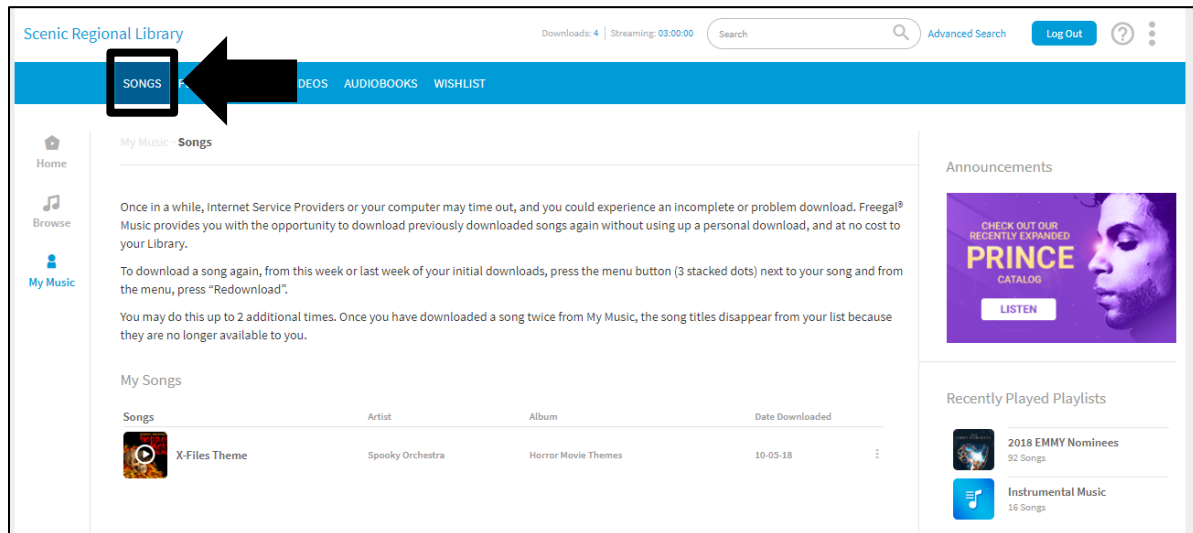 Scenic Regional Library
Downloads: 4 | Streaming: 03:00:00
Search
Advanced Search
Log Out
?
SONGS
DEOS AUDIOBOOKS WISHLIST
Home
Browse
My Music
My Music - Songs
Once in a while, Internet Service Providers or your computer may time out, and you could experience an incomplete or problem download. Freegal®
Music provides you with the opportunity to download previously downloaded songs again without using up a personal download, and at no cost to
your Library.
To download a song again, from this week or last week of your initial downloads, press the menu button (3 stacked dots) next to your song and from
the menu, press “Redownload”.
You may do this up to 2 additional times. Once you have downloaded a song twice from My Music, the song titles disappear from your list because
they are no longer available to you.
My Songs
Songs Artist Album Date Downloaded
X-Files Theme Spooky Orchestra Horror Movie Themes 10-05-18
Announcements
CHECK OUT OUR
RECENTLY EXPANDED
PRINCE
CATALOG
LISTEN
Recently Played Playlists
2018 EMMY Nominees
92 Songs
Instrumental Music
16 Songs